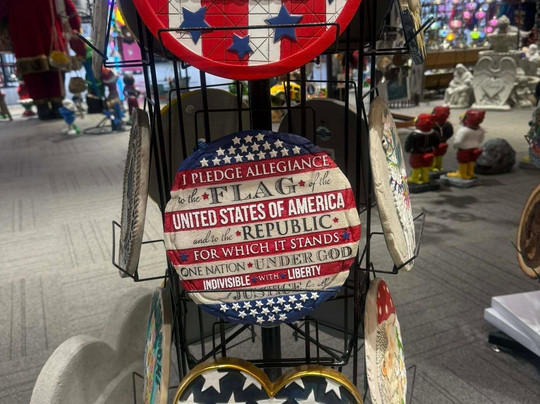 I PLEDGE ALLEGIANCE
to the FLAG of the
UNITED STATES OF AMERICA
and to the REPUBLIC
FOR WHICH IT STANDS
ONE NATION UNDER GOD
INDIVISIBLE WITH LIBERTY
JUSTICE